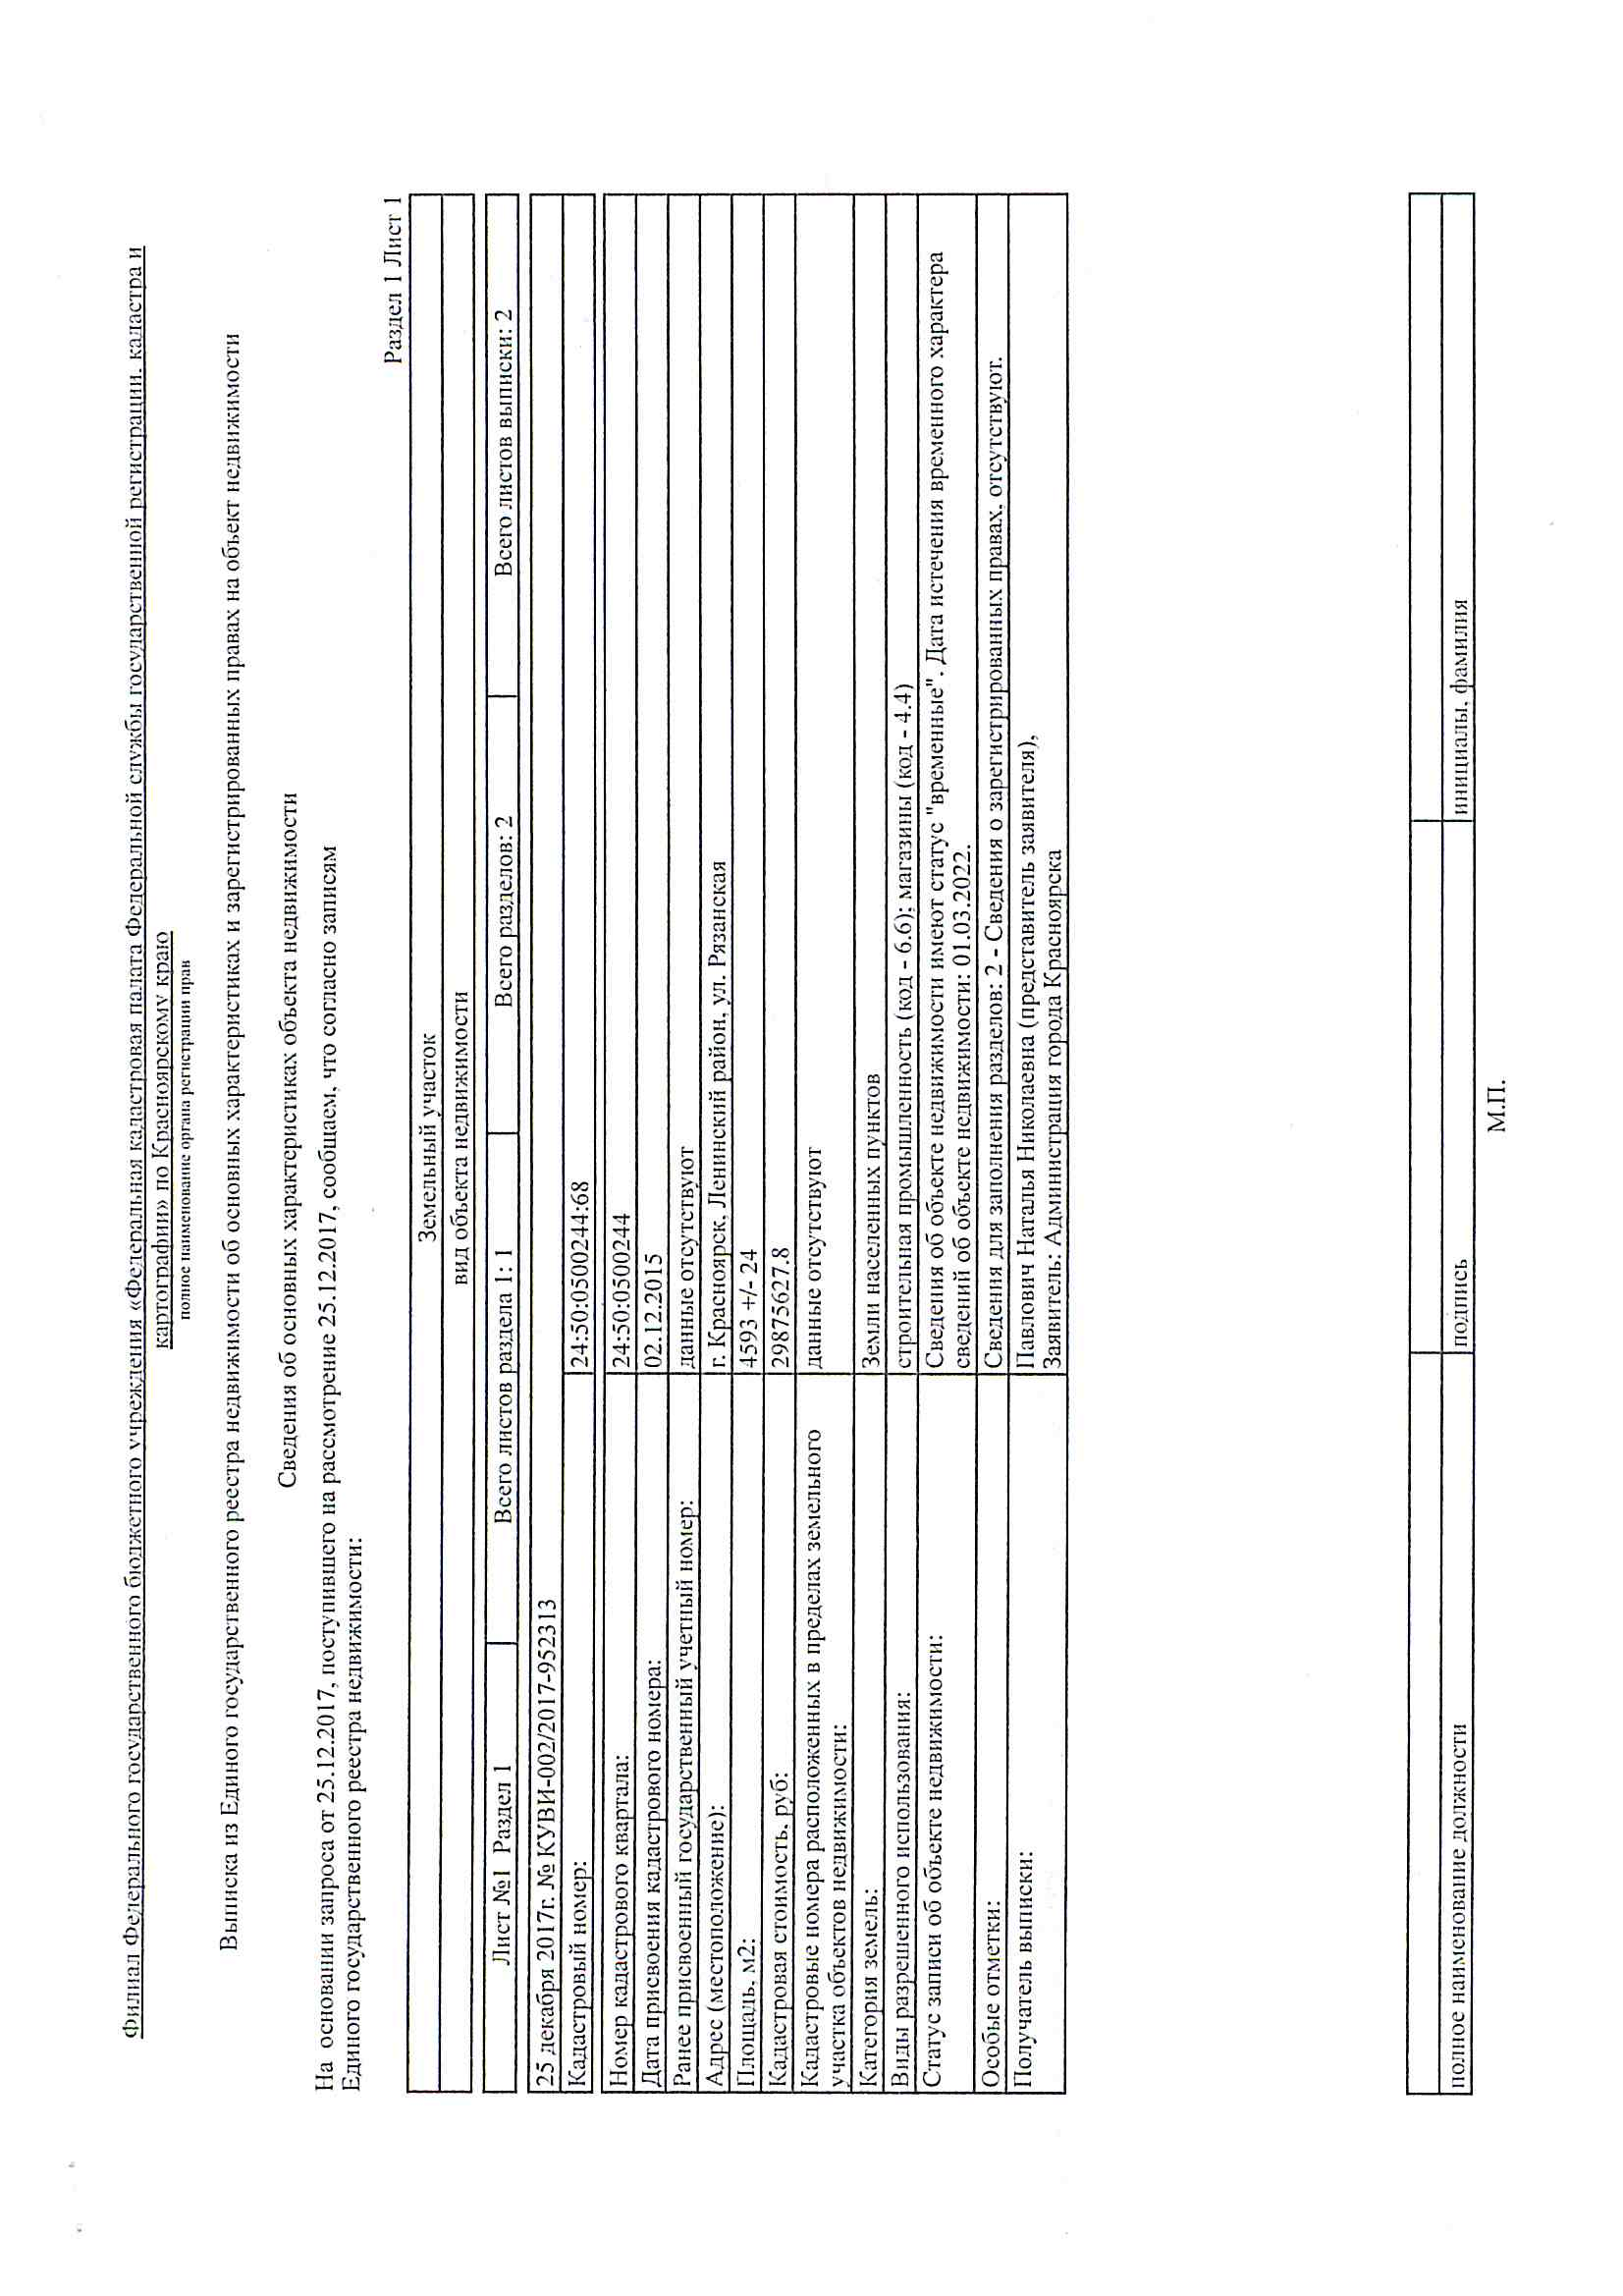 Филиал Федерального государственного бюджетного учреждения «Федеральная кадастровая палата Федеральной службы государственной регистрации, кадастра и
картографии» по Красноярскому краю
полное наименование органа регистрации прав
Выписка из Единого государственного реестра недвижимости об основных характеристиках и зарегистрированных правах на объект недвижимости
Сведения об основных характеристиках объекта недвижимости
На основании запроса от 25.12.2017, поступившего на рассмотрение 25.12.2017, сообщаем, что согласно записям
Единого государственного реестра недвижимости:
Раздел 1 Лист 1
Земельный участок
вид объекта недвижимости
Лист №1 Раздел 1 Всего листов раздела 1: 1 Всего разделов: 2 Всего листов выписки: 2
25 декабря 2017г. № КУВИ-002/2017-952313
Кадастровый номер: 24:50:0500244:68
Номер кадастрового квартала: 24:50:0500244
Дата присвоения кадастрового номера: 02.12.2015
Ранее присвоенный государственный учетный номер: данные отсутствуют
Адрес (местоположение): г. Красноярск, Ленинский район, ул. Рязанская
Площадь, м2: 4593 +/- 24
Кадастровая стоимость, руб: 29875627.8
Кадастровые номера расположенных в пределах земельного
участка объектов недвижимости: данные отсутствуют
Категория земель: Земли населенных пунктов
Виды разрешенного использования: строительная промышленность (код - 6.6); магазины (код - 4.4)
Статус записи об объекте недвижимости: Сведения об объекте недвижимости имеют статус "временные". Дата истечения временного характера
сведений об объекте недвижимости: 01.03.2022.
Особые отметки: Сведения для заполнения разделов: 2 - Сведения о зарегистрированных правах, отсутствуют.
Получатель выписки: Павлович Наталья Николаевна (представитель заявителя),
Заявитель: Администрация города Красноярска
полное наименование должности подпись инициалы, фамилия
М.П.